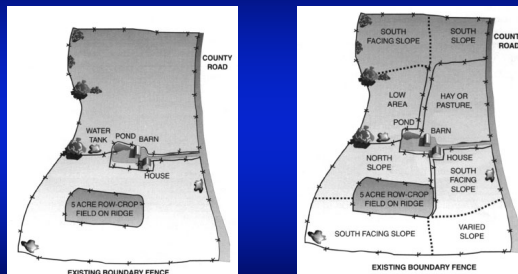 COUNTY
ROAD
WATER
TANK
POND
BARN
HOUSE
5 ACRE ROW-CROP
FIELD ON RIDGE
EXISTING BOUNDARY FENCE
SOUTH
FACING SLOPE
SOUTH
SLOPE
COUNT
ROAD
LOW
AREA
HAY OR
PASTURE,
POND
BARN
NORTH
SLOPE
HOUSE
SOUTH
FACING
SLOPE
5 ACRE ROW-CROP
FIELD ON RIDGE
SOUTH FACING SLOPE
VARIED
SLOPE
EXISTING BOUNDARY FENCE